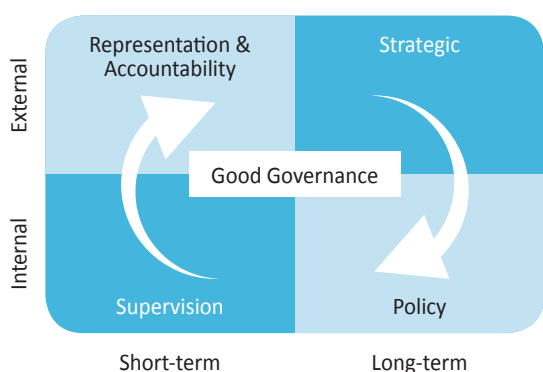 External
Representation &
Accountability
Strategic
Good Governance
Internal
Supervision
Policy
Short-term
Long-term